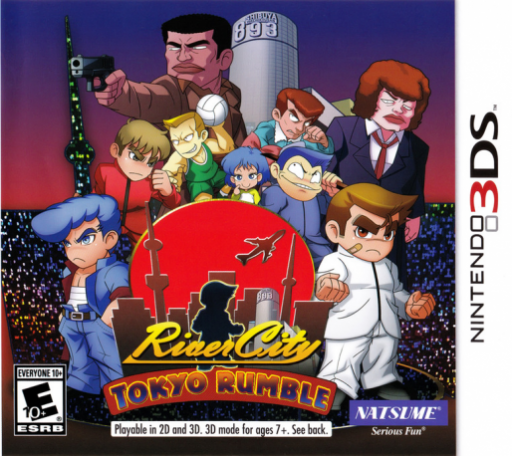 SHIBUYA
893
NINTENDO 3DS™
River City
TOKYO RUMBLE
EVERYONE 10+
E
10+
ESRB
Playable in 2D and 3D. 3D mode for ages 7+. See back.
NATSUME®
Serious Fun®